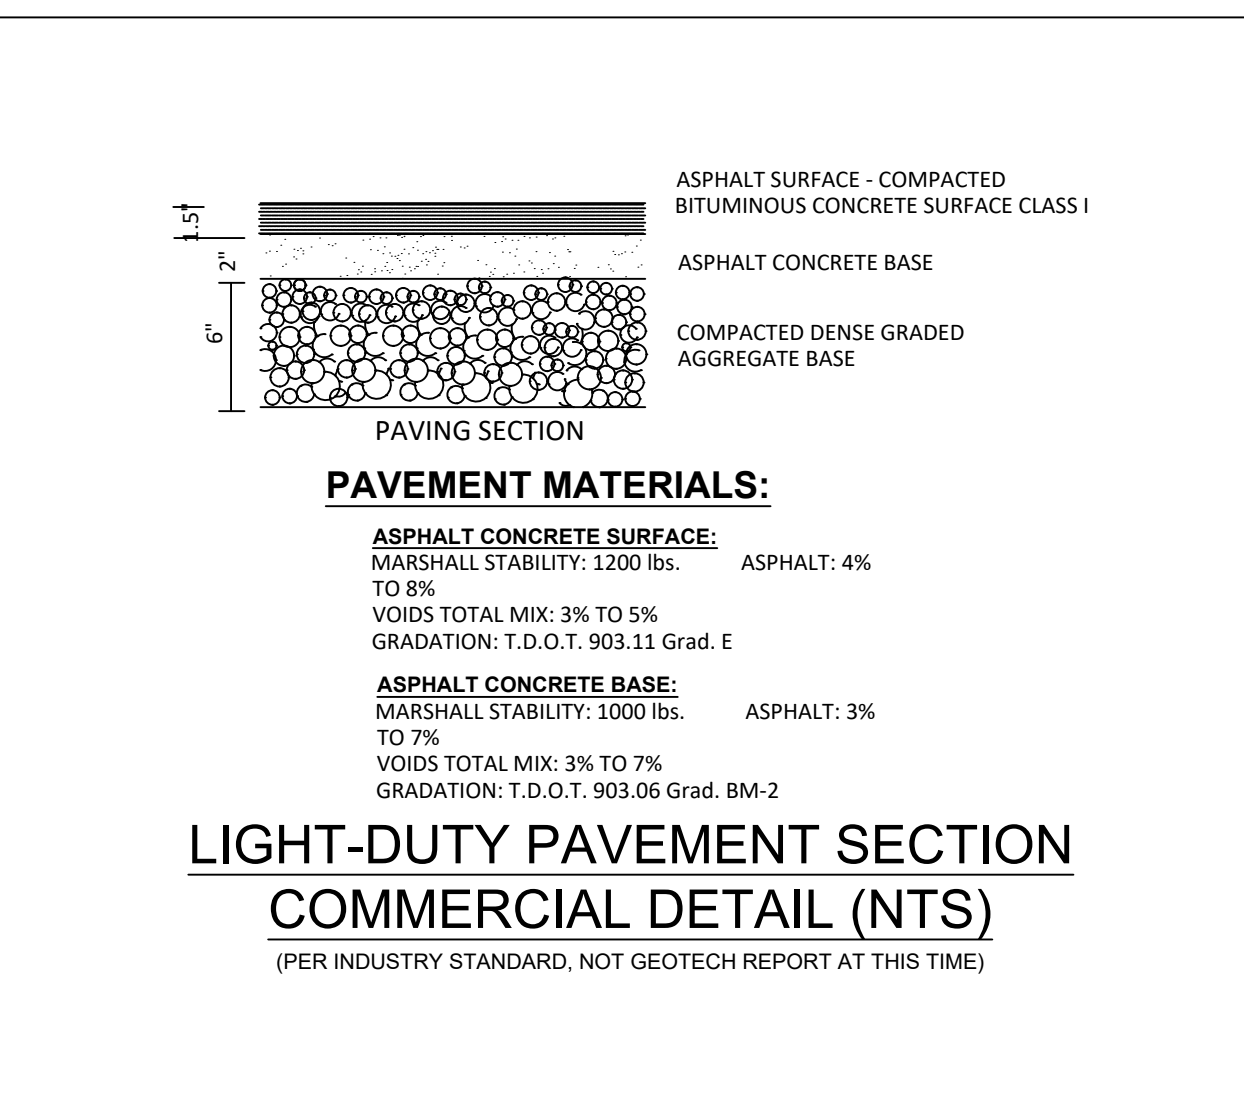 ASPHALT SURFACE - COMPACTED
BITUMINOUS CONCRETE SURFACE CLASS I
1.5"
2"
ASPHALT CONCRETE BASE
6"
COMPACTED DENSE GRADED
AGGREGATE BASE
PAVING SECTION
PAVEMENT MATERIALS:
ASPHALT CONCRETE SURFACE:
MARSHALL STABILITY: 1200 lbs. ASPHALT: 4%
TO 8%
VOIDS TOTAL MIX: 3% TO 5%
GRADATION: T.D.O.T. 903.11 Grad. E
ASPHALT CONCRETE BASE:
MARSHALL STABILITY: 1000 lbs. ASPHALT: 3%
TO 7%
VOIDS TOTAL MIX: 3% TO 7%
GRADATION: T.D.O.T. 903.06 Grad. BM-2
LIGHT-DUTY PAVEMENT SECTION
COMMERCIAL DETAIL (NTS)
(PER INDUSTRY STANDARD, NOT GEOTECH REPORT AT THIS TIME)